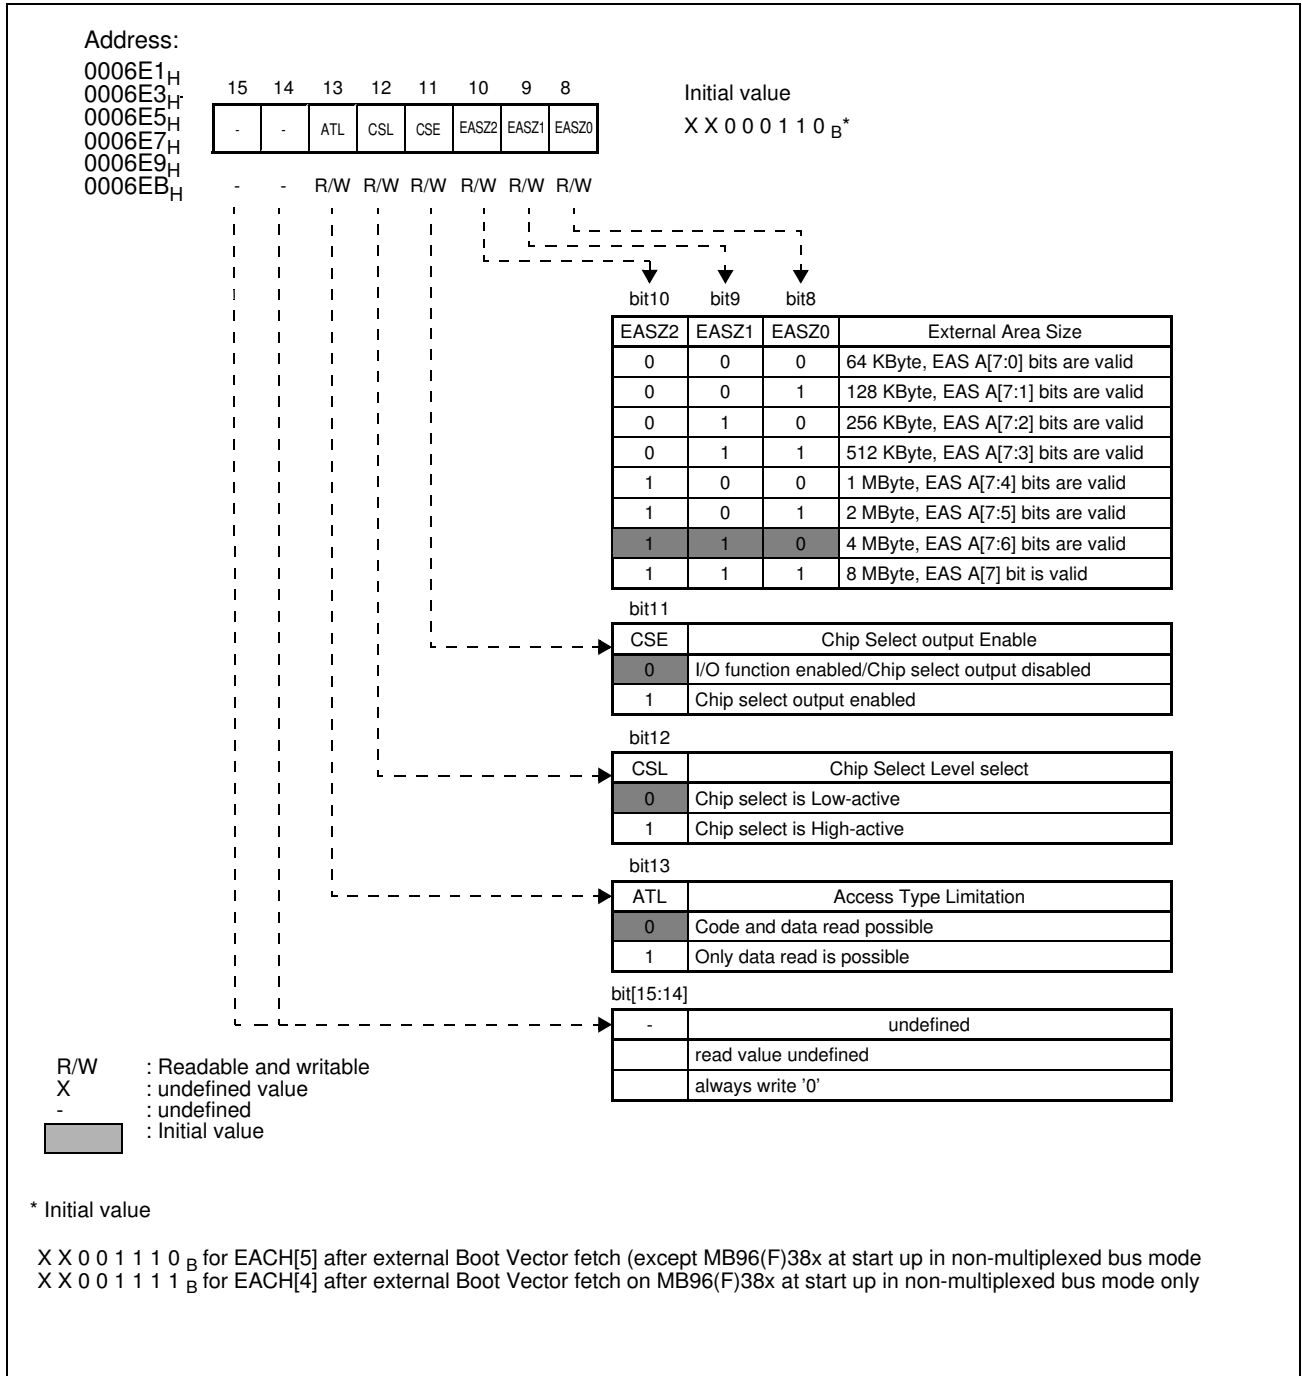 Address:
0006E1H
0006E3H
0006E5H
0006E7H
0006E9H
0006EBH
15 14 13 12 11 10 9 8
- - ATL CSL CSE EASZ2 EASZ1 EASZ0
- - R/W R/W R/W R/W R/W R/W
Initial value
X X 0 0 0 1 1 0 B*
bit10 bit9 bit8
EASZ2 EASZ1 EASZ0 External Area Size
0 0 0 64 KByte, EAS A[7:0] bits are valid
0 0 1 128 KByte, EAS A[7:1] bits are valid
0 1 0 256 KByte, EAS A[7:2] bits are valid
0 1 1 512 KByte, EAS A[7:3] bits are valid
1 0 0 1 MByte, EAS A[7:4] bits are valid
1 0 1 2 MByte, EAS A[7:5] bits are valid
1 1 0 4 MByte, EAS A[7:6] bits are valid
1 1 1 8 MByte, EAS A[7] bit is valid
bit11
CSE Chip Select output Enable
0 I/O function enabled/Chip select output disabled
1 Chip select output enabled
bit12
CSL Chip Select Level select
0 Chip select is Low-active
1 Chip select is High-active
bit13
ATL Access Type Limitation
0 Code and data read possible
1 Only data read is possible
bit[15:14]
- undefined
read value undefined
always write '0'
R/W : Readable and writable
X : undefined value
- : undefined
: Initial value
* Initial value
X X 0 0 1 1 1 0 B for EACH[5] after external Boot Vector fetch (except MB96(F)38x at start up in non-multiplexed bus mode
X X 0 0 1 1 1 1 B for EACH[4] after external Boot Vector fetch on MB96(F)38x at start up in non-multiplexed bus mode only